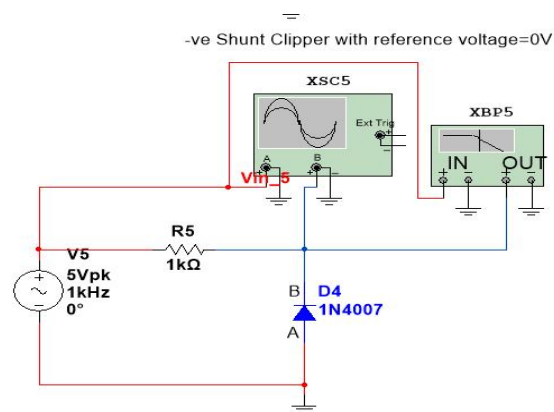 -ve Shunt Clipper with reference voltage=0V
XSC5
Ext Trig
+
-
A
B
+
-
+
-
Vin_5
XBP5
IN
OUT
+
-
+
-
R5
1kΩ
V5
5Vpk
1kHz
0°
+
-
B
D4
1N4007
A